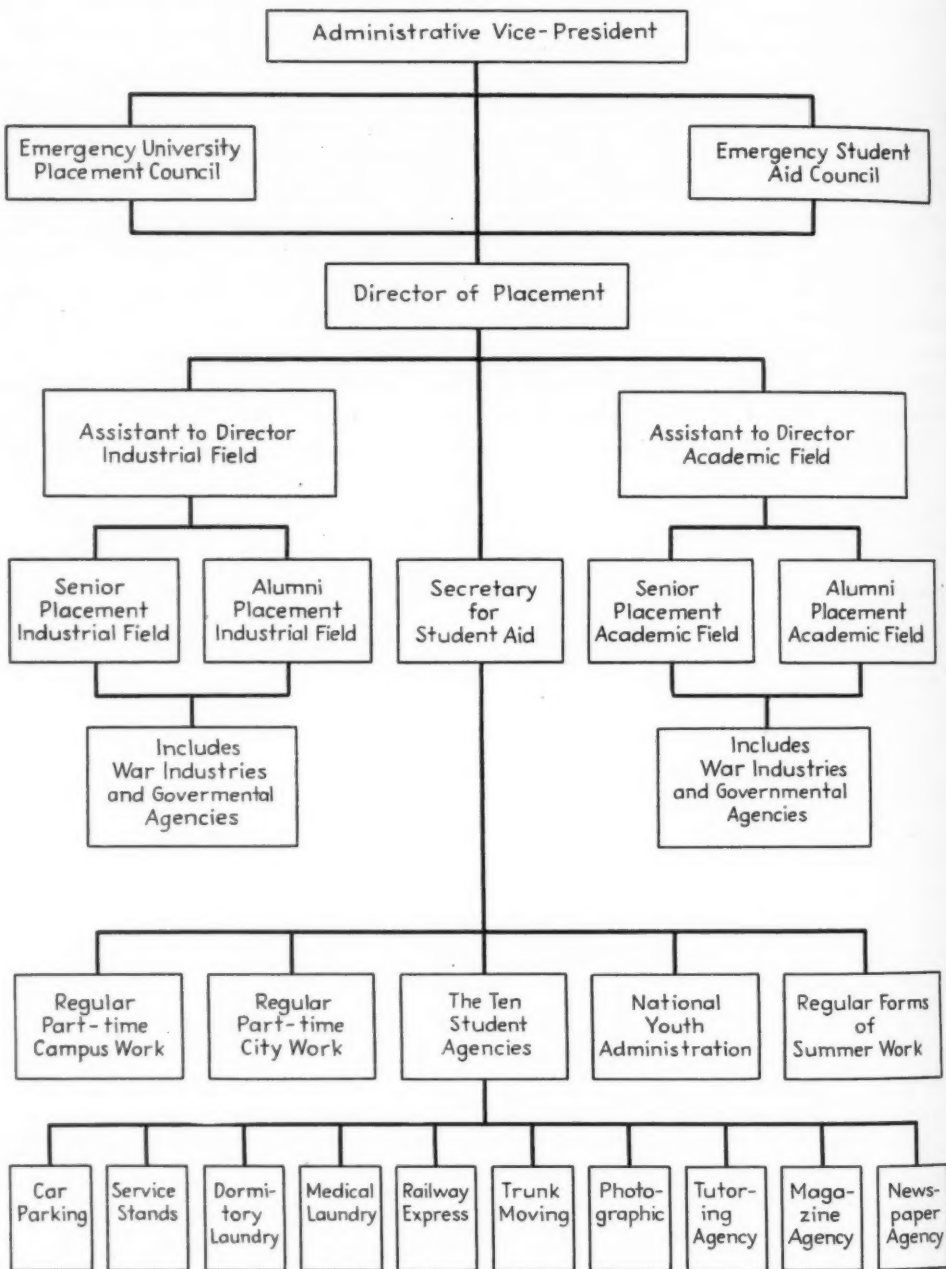 Administrative Vice-President
Emergency University
Placement Council
Emergency Student
Aid Council
Director of Placement
Assistant to Director
Industrial Field
Assistant to Director
Academic Field
Senior
Placement
Industrial Field
Alumni
Placement
Industrial Field
Secretary
for
Student Aid
Senior
Placement
Academic Field
Alumni
Placement
Academic Field
Includes
War Industries
and Govermental
Agencies
Includes
War Industries
and Governmental
Agencies
Regular
Part-time
Campus Work
Regular
Part-time
City Work
The Ten
Student
Agencies
National
Youth
Administration
Regular Forms
of
Summer Work
Car
Parking
Service
Stands
Dormi-
tory
Laundry
Medical
Laundry
Railway
Express
Trunk
Moving
Photo-
graphic
Tutor-
ing
Agency
Maga-
zine
Agency
News-
paper
Agency